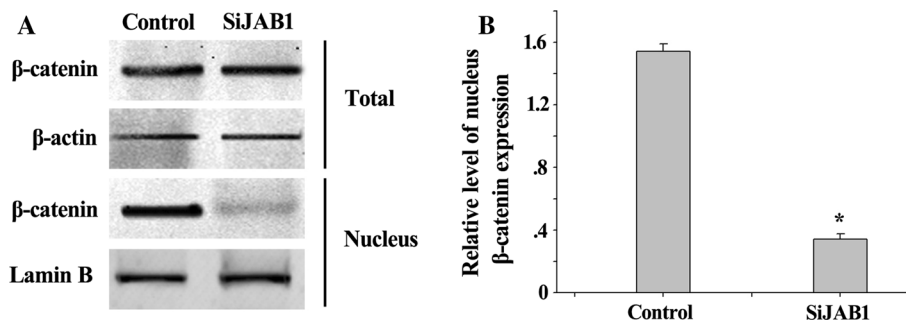 A
Control SiJAB1
β-catenin
β-actin
Total
β-catenin
Lamin B
Nucleus
B
Relative level of nucleus
β-catenin expression
1.6
1.2
.8
.4
0
*
Control SiJAB1